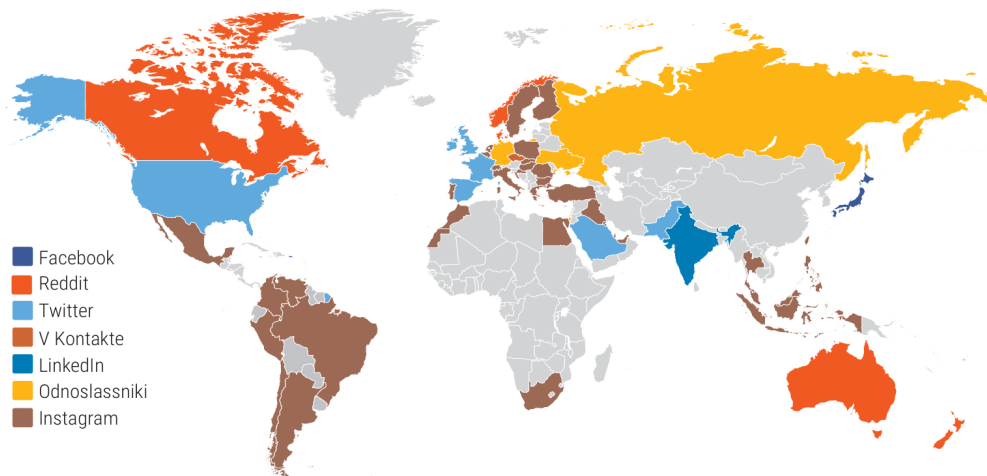 Facebook
Reddit
Twitter
V Kontakte
LinkedIn
Odnoslassniki
Instagram